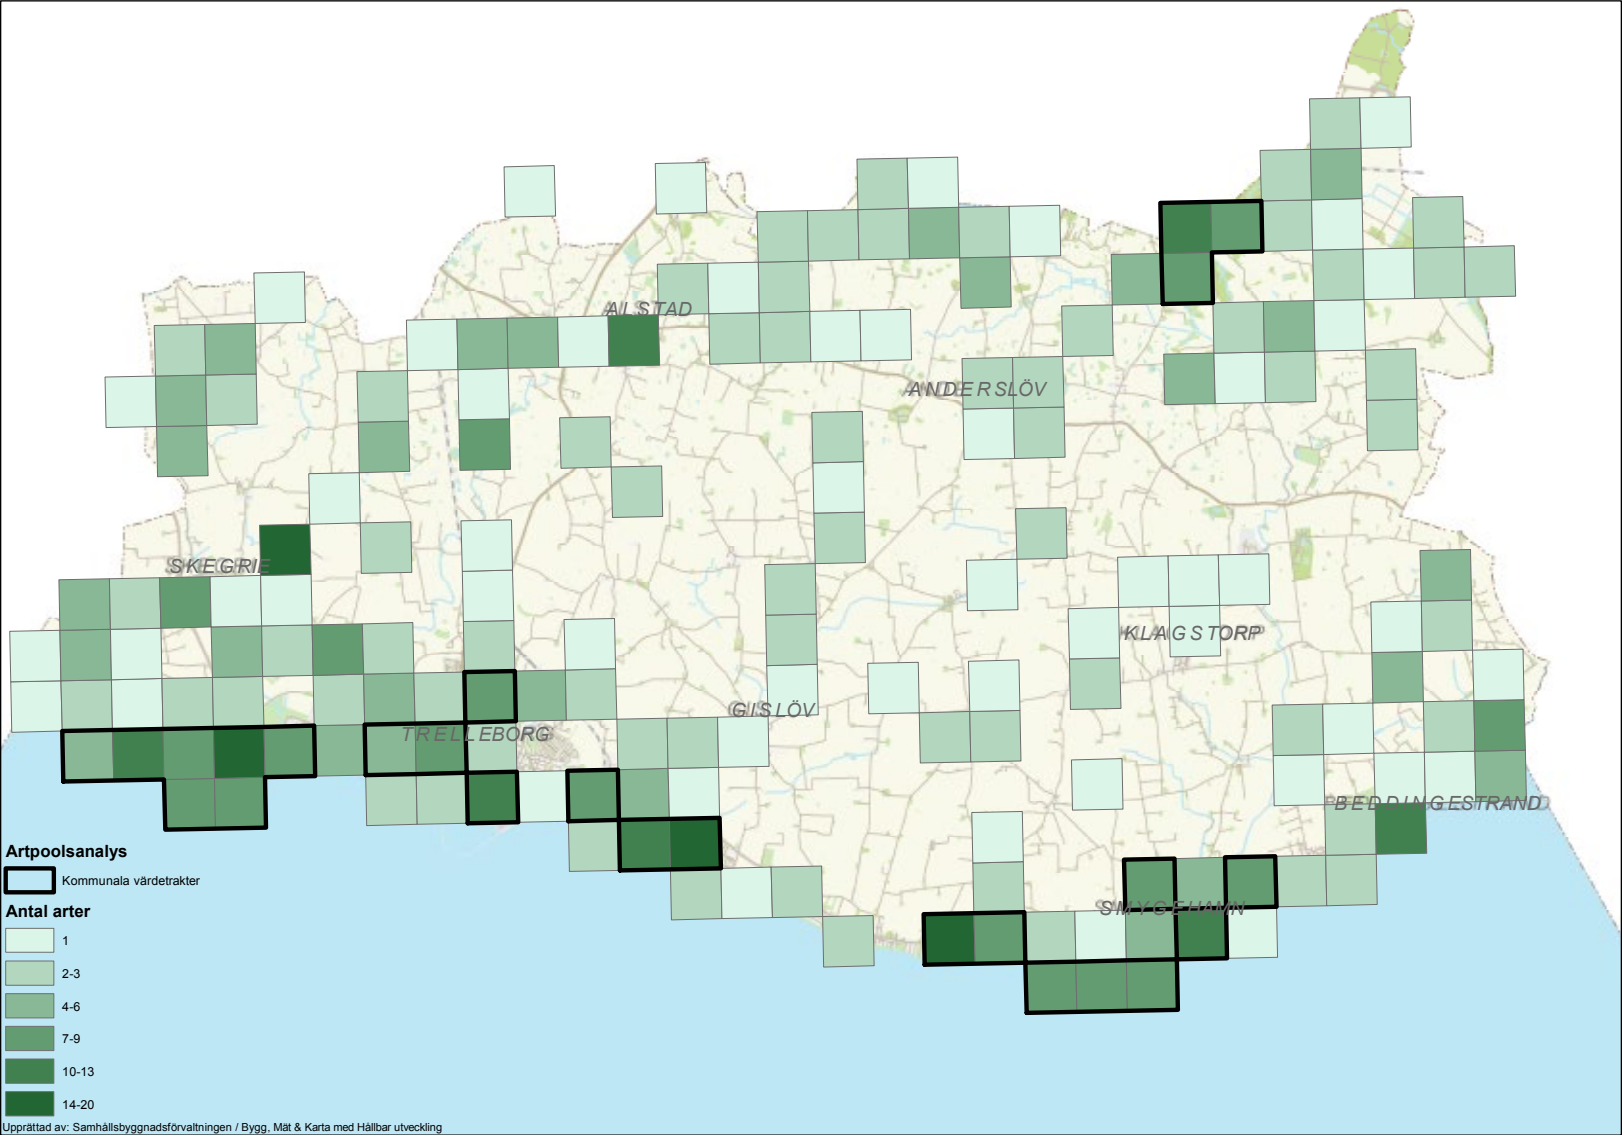 ALSTAD
ANDERSLÖV
SKEGRIE
KLAGSTORP
GISLÖV
TRELLEBORG
BEDDINGESTRAND
SMYGEHAMN
Artpoolsanalys
Kommunala värdetrakter
Antal arter
1
2-3
4-6
7-9
10-13
14-20
Upprättad av: Samhällsbyggnadsförvaltningen / Bygg, Mät & Karta med Hållbar utveckling